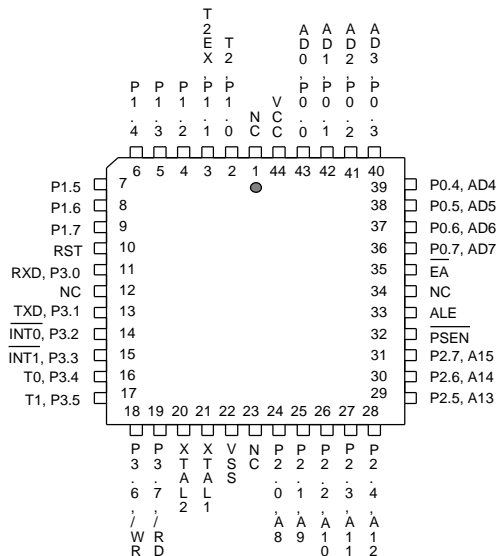 P1.4
P1.3
P1.2
T2EX,P1.1
T2,P1.0
NC
VCC
AD0,P0.0
AD1,P0.1
AD2,P0.2
AD3,P0.3
6 5 4 3 2 1 44 43 42 41 40
P1.5 7 39 P0.4, AD4
P1.6 8 38 P0.5, AD5
P1.7 9 37 P0.6, AD6
RST 10 36 P0.7, AD7
RXD, P3.0 11 35 EA
NC 12 34 NC
TXD, P3.1 13 33 ALE
INT0, P3.2 14 32 PSEN
INT1, P3.3 15 31 P2.7, A15
T0, P3.4 16 30 P2.6, A14
T1, P3.5 17 29 P2.5, A13
18 19 20 21 22 23 24 25 26 27 28
P3.6,/WR
P3.7,/RD
XTAL2
XTAL1
VSS
NC
P2.0,A8
P2.1,A9
P2.2,A10
P2.3,A11
P2.4,A12